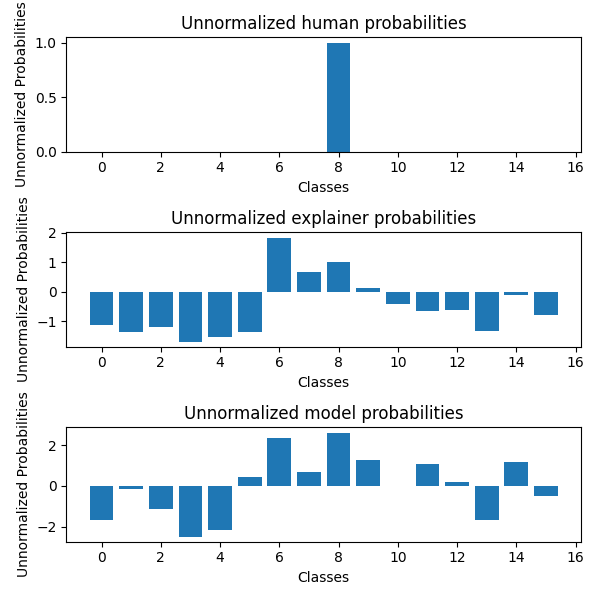 Unnormalized human probabilities
Unnormalized Probabilities
1.0
0.5
0.0
0 2 4 6 8 10 12 14 16
Classes
Unnormalized explainer probabilities
Unnormalized Probabilities
2
1
0
−1
0 2 4 6 8 10 12 14 16
Classes
Unnormalized model probabilities
Unnormalized Probabilities
2
0
−2
0 2 4 6 8 10 12 14 16
Classes